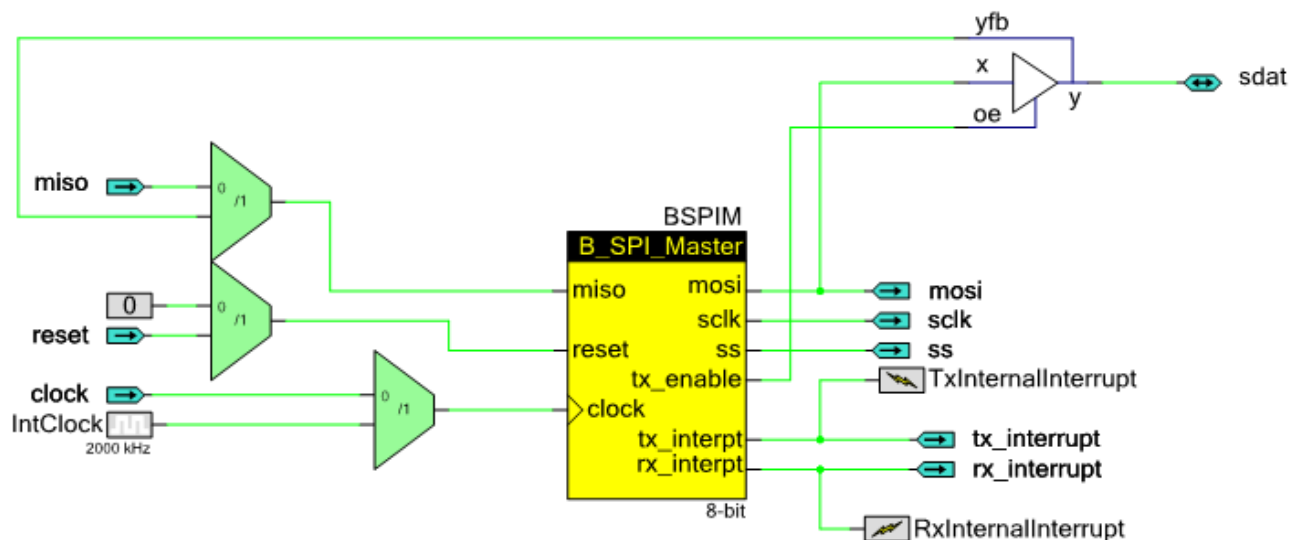 yfb
x
sdat
y
oe
miso
0
/1
BSPIM
B_SPI_Master
0
0
/1
miso
mosi
mosi
sclk
sclk
reset
reset
ss
ss
tx_enable
TxInternalInterrupt
clock
0
/1
clock
IntClock
2000 kHz
tx_interpt
tx_interrupt
rx_interpt
rx_interrupt
8-bit
RxInternalInterrupt